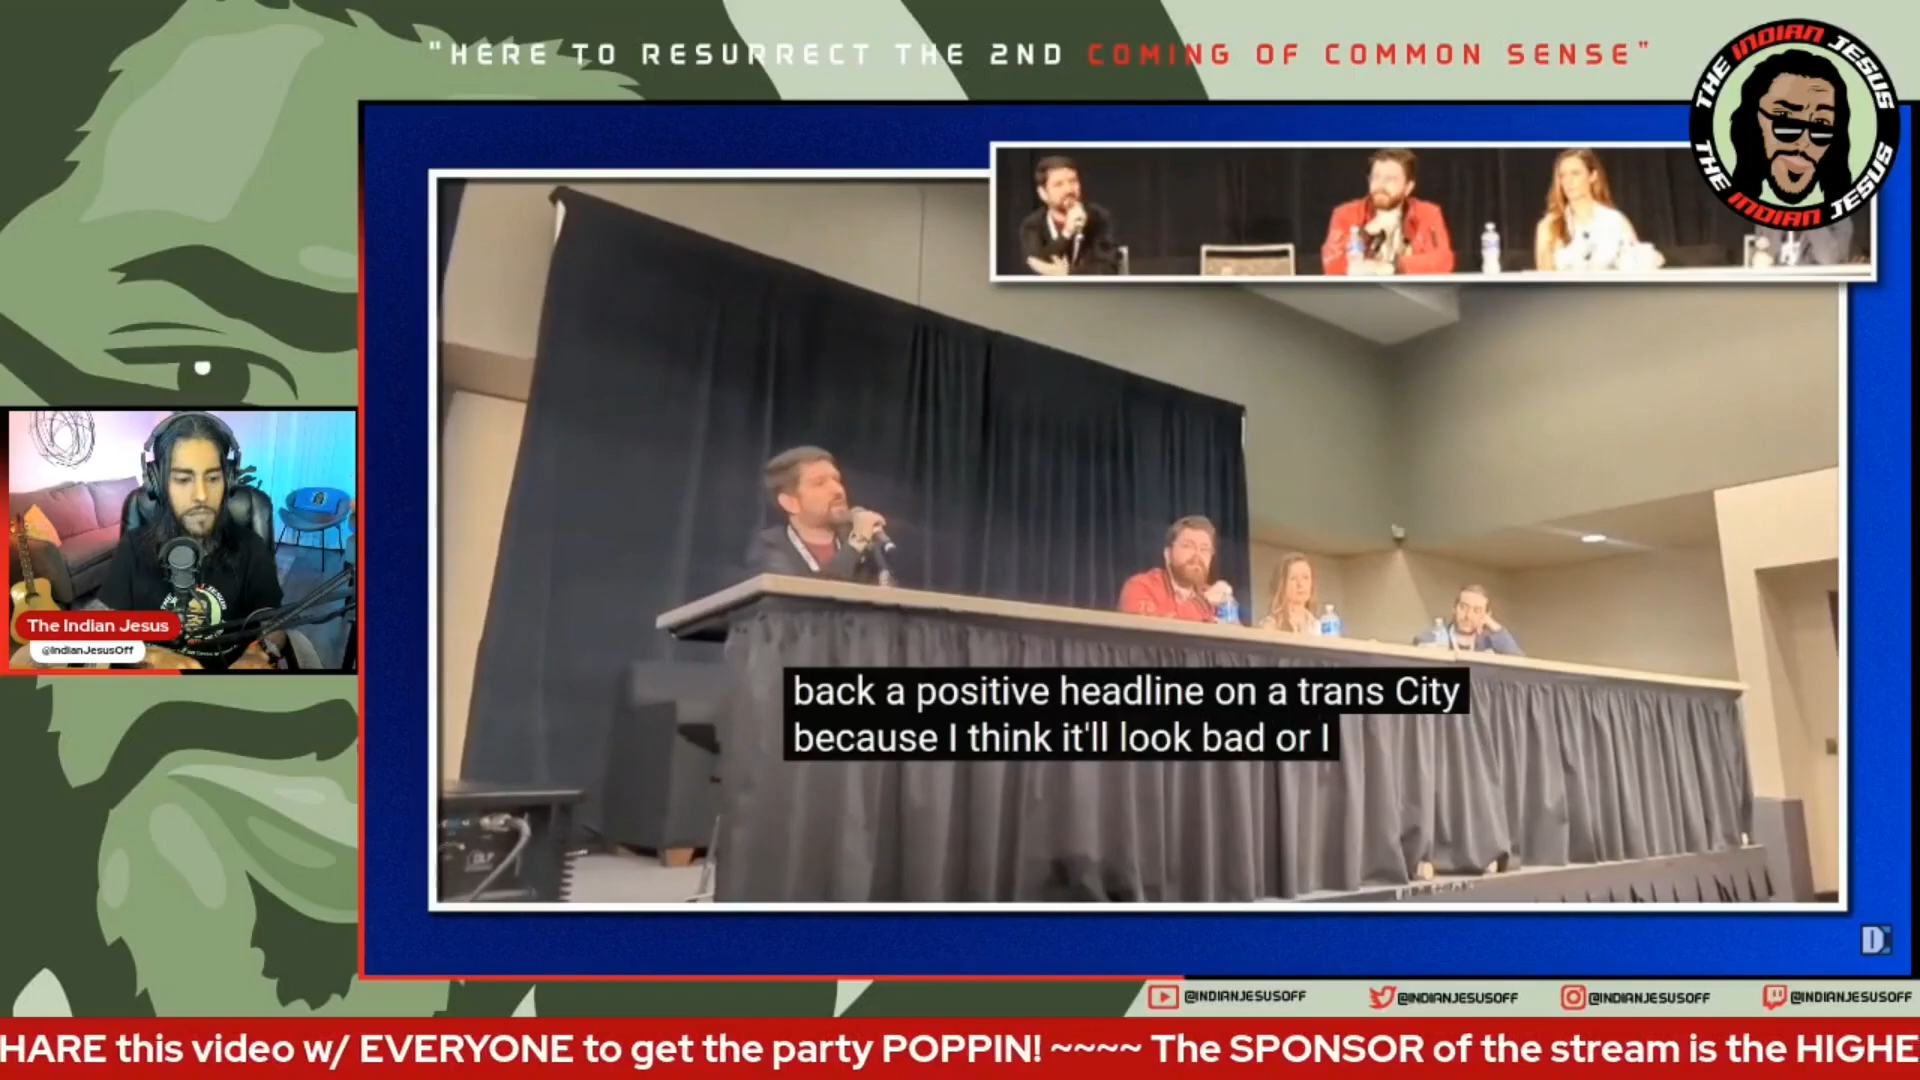 "HERE TO RESURRECT THE 2ND COMING OF COMMON SENSE"
THE INDIAN JESUS
THE INDIAN JESUS
back a positive headline on a trans City
because I think it'll look bad or I
The Indian Jesus
@IndianJesusOff
D
@INDIANJESUSOFF
@INDIANJESUSOFF
@INDIANJESUSOFF
@INDIANJESUSOFF
HARE this video w/ EVERYONE to get the party POPPIN! ~~~~ The SPONSOR of the stream is the HIGHE